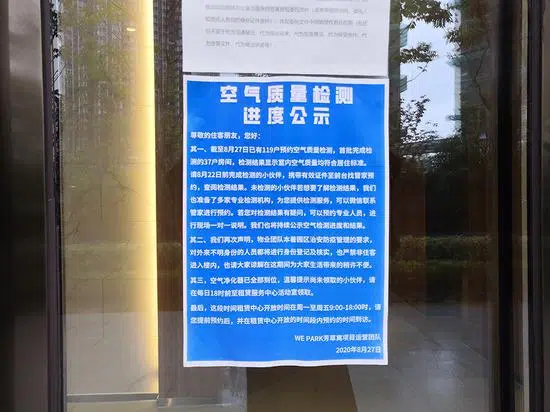 空气质量检测
进度公示
尊敬的住客朋友，您好：
其一、截至8月27日已有119户预约空气质量检测，首批完成检
测的37户房间，检测结果显示室内空气质量均符合居住标准。
请8月22日前完成检测的小伙伴，携带有效证件至前台找管家预
约，查阅检测结果。未检测的小伙伴若想要了解检测结果，我们
也准备了多家专业检测机构，为您提供检测服务，可以微信联系
管家进行预约。若您对检测结果有疑问，可以预约专业人员，进
行现场一对一说明。我们也将持续公示空气检测进度和结果。
其二、我们再次声明，物业团队本着园区治安防疫管理的要求，
对外来不明身份的人员都将进行身份登记及核实，也严禁非住客
进入楼内，也请大家谅解在这期间为大家生活带来的稍许不便。
其三，空气净化器已全部到位，温馨提示尚未领取的小伙伴，请
在每日18时前至租赁服务中心活动室领取。
最后，这段时间租赁中心开放时间在周一至周五9:00-18:00时，请
您提前预约后，并在租赁中心开放的时间段内预约的时间到访。
WE PARK芳草寓项目运营团队
2020年8月27日